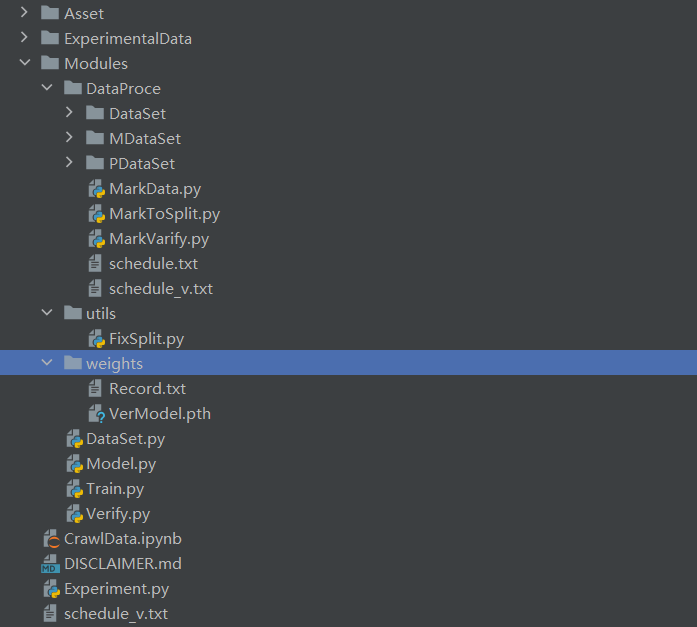 Asset
ExperimentalData
Modules
DataProce
DataSet
MDataSet
PDataSet
MarkData.py
MarkToSplit.py
MarkVarify.py
schedule.txt
schedule_v.txt
utils
FixSplit.py
weights
Record.txt
VerModel.pth
DataSet.py
Model.py
Train.py
Verify.py
CrawlData.ipynb
MD DISCLAIMER.md
Experiment.py
schedule_v.txt